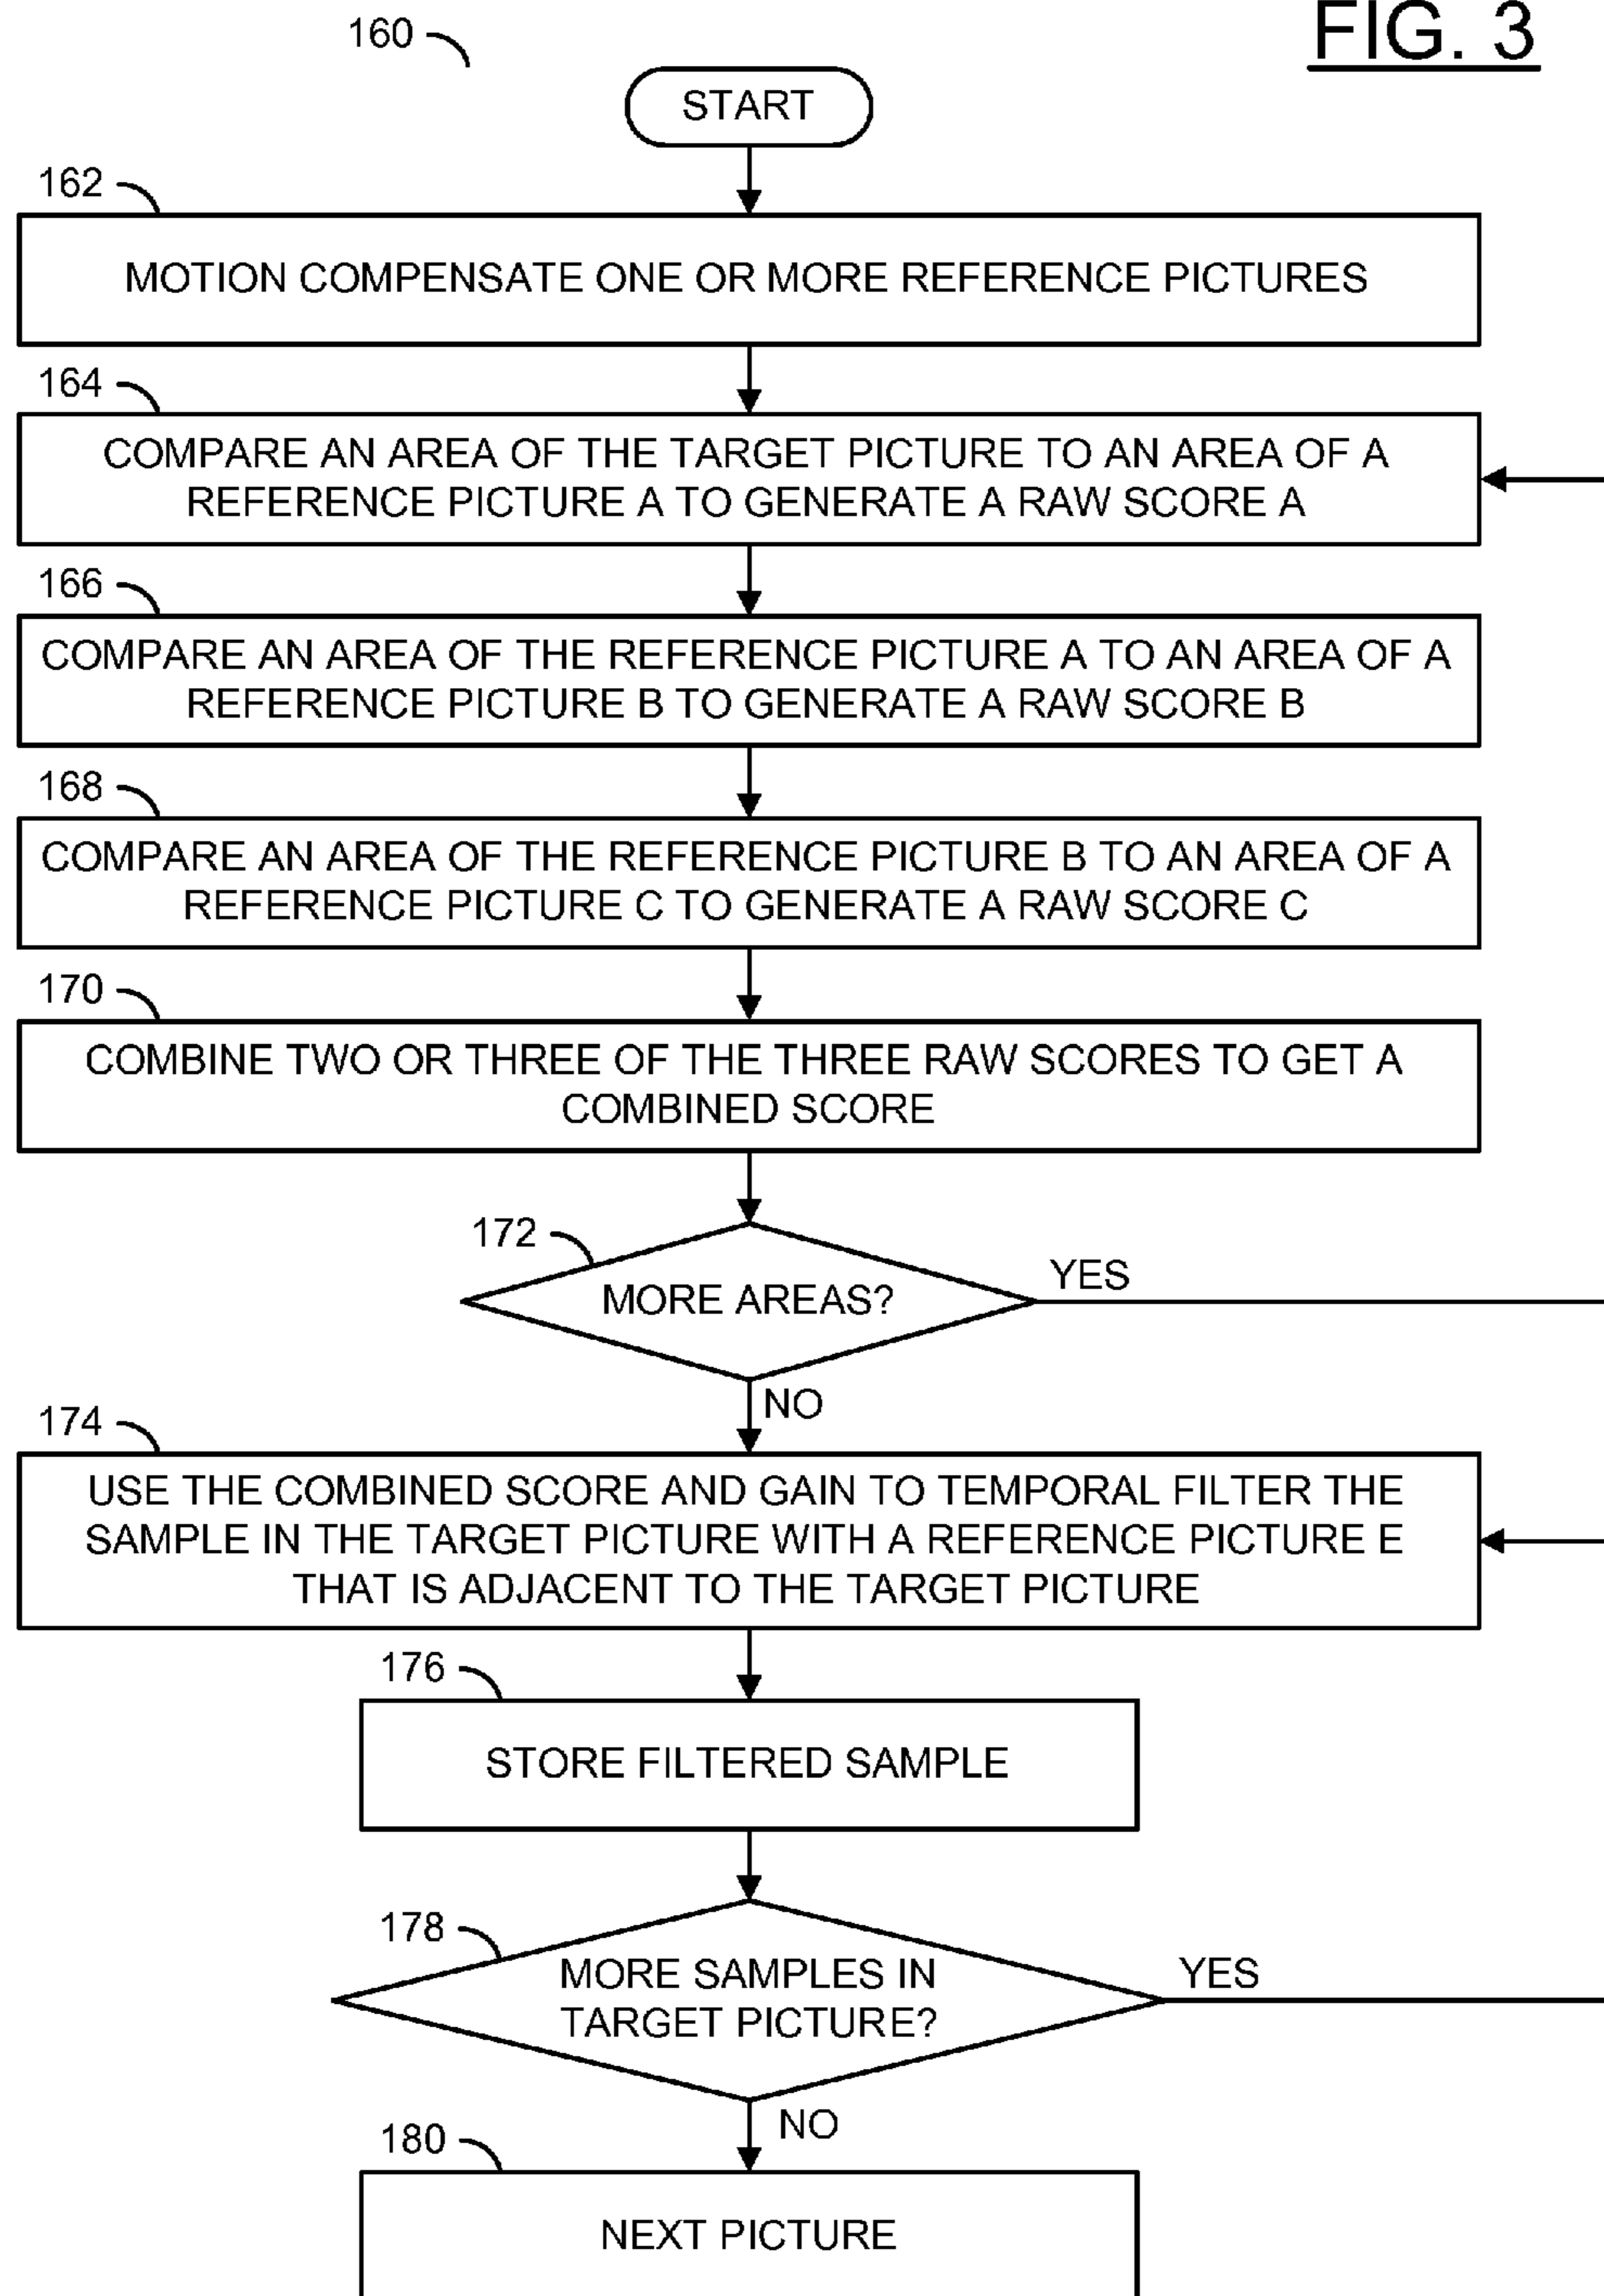 FIG. 3
160
START
162
MOTION COMPENSATE ONE OR MORE REFERENCE PICTURES
164
COMPARE AN AREA OF THE TARGET PICTURE TO AN AREA OF A
REFERENCE PICTURE A TO GENERATE A RAW SCORE A
166
COMPARE AN AREA OF THE REFERENCE PICTURE A TO AN AREA OF A
REFERENCE PICTURE B TO GENERATE A RAW SCORE B
168
COMPARE AN AREA OF THE REFERENCE PICTURE B TO AN AREA OF A
REFERENCE PICTURE C TO GENERATE A RAW SCORE C
170
COMBINE TWO OR THREE OF THE THREE RAW SCORES TO GET A
COMBINED SCORE
172
MORE AREAS?
YES
NO
174
USE THE COMBINED SCORE AND GAIN TO TEMPORAL FILTER THE
SAMPLE IN THE TARGET PICTURE WITH A REFERENCE PICTURE E
THAT IS ADJACENT TO THE TARGET PICTURE
176
STORE FILTERED SAMPLE
178
MORE SAMPLES IN
TARGET PICTURE?
YES
NO
180
NEXT PICTURE